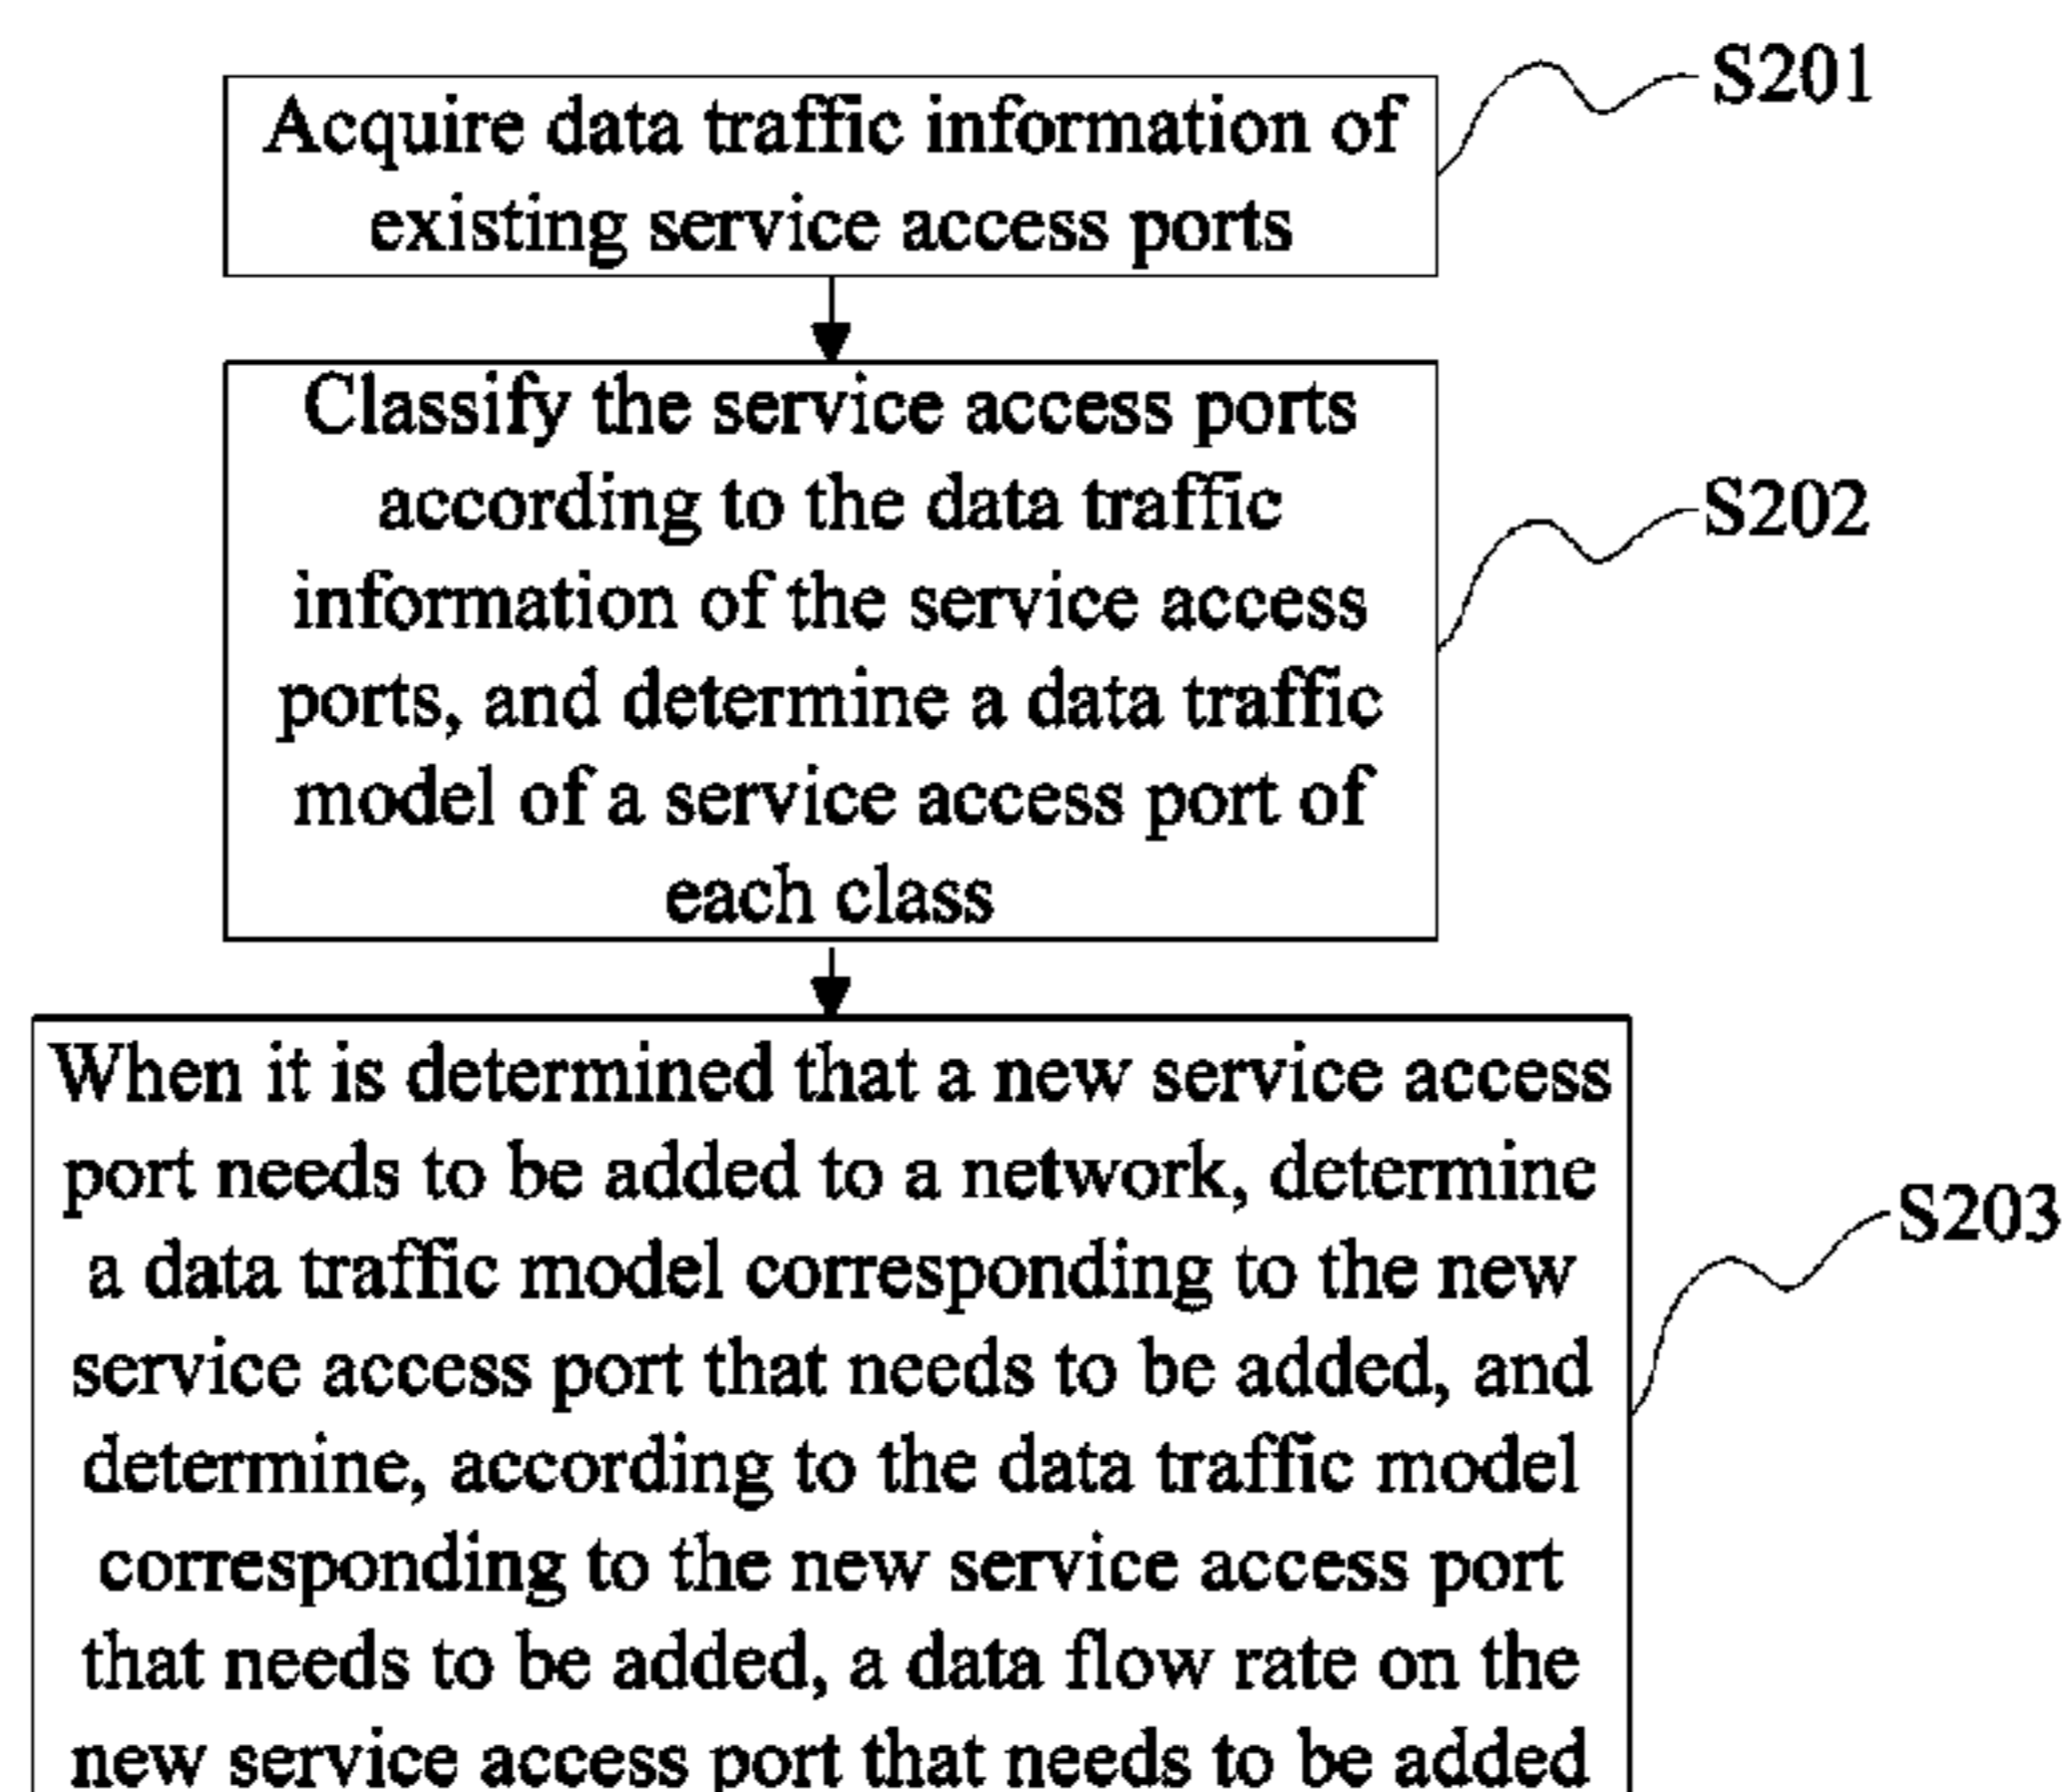 Acquire data traffic information of
existing service access ports
S201
Classify the service access ports
according to the data traffic
information of the service access
ports, and determine a data traffic
model of a service access port of
each class
S202
When it is determined that a new service access
port needs to be added to a network, determine
a data traffic model corresponding to the new
service access port that needs to be added, and
determine, according to the data traffic model
corresponding to the new service access port
that needs to be added, a data flow rate on the
new service access port that needs to be added
S203